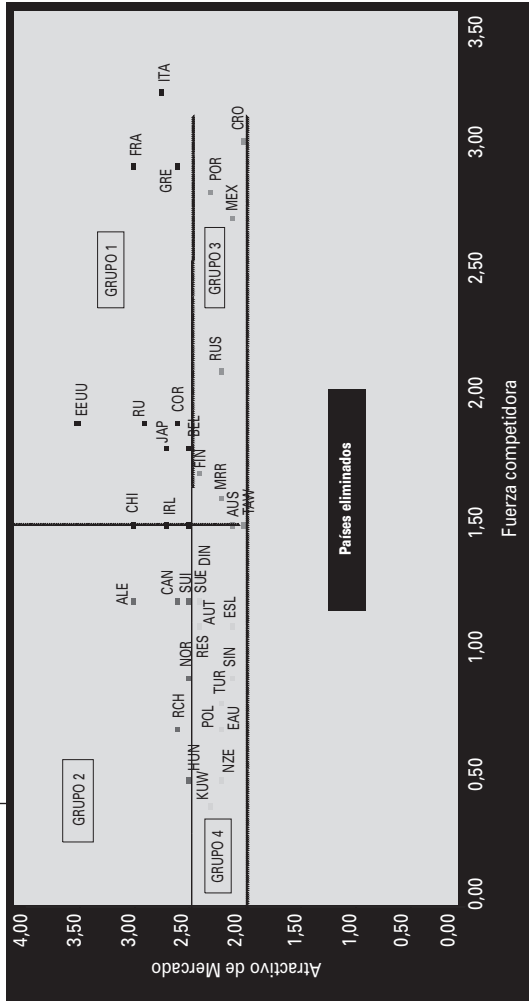 Atractivo de Mercado
4,00
3,50
3,00
2,50
2,00
1,50
1,00
0,50
0,00
GRUPO 2
GRUPO 1
EEUU
ALE
CHI
RU
FRA
ITA
RCH
CAN
IRL
JAP
COR
GRE
HUN
NOR
SUI
BEL
KUW
RES
AUT
SUE
DIN
FIN
GRUPO 4
POL
TUR
MRR
RUS
GRUPO 3
POR
NZE
EAU
SIN
ESL
AUS
TAW
MEX
CRO
Países eliminados
0,00
0,50
1,00
1,50
2,00
2,50
3,00
3,50
Fuerza competidora